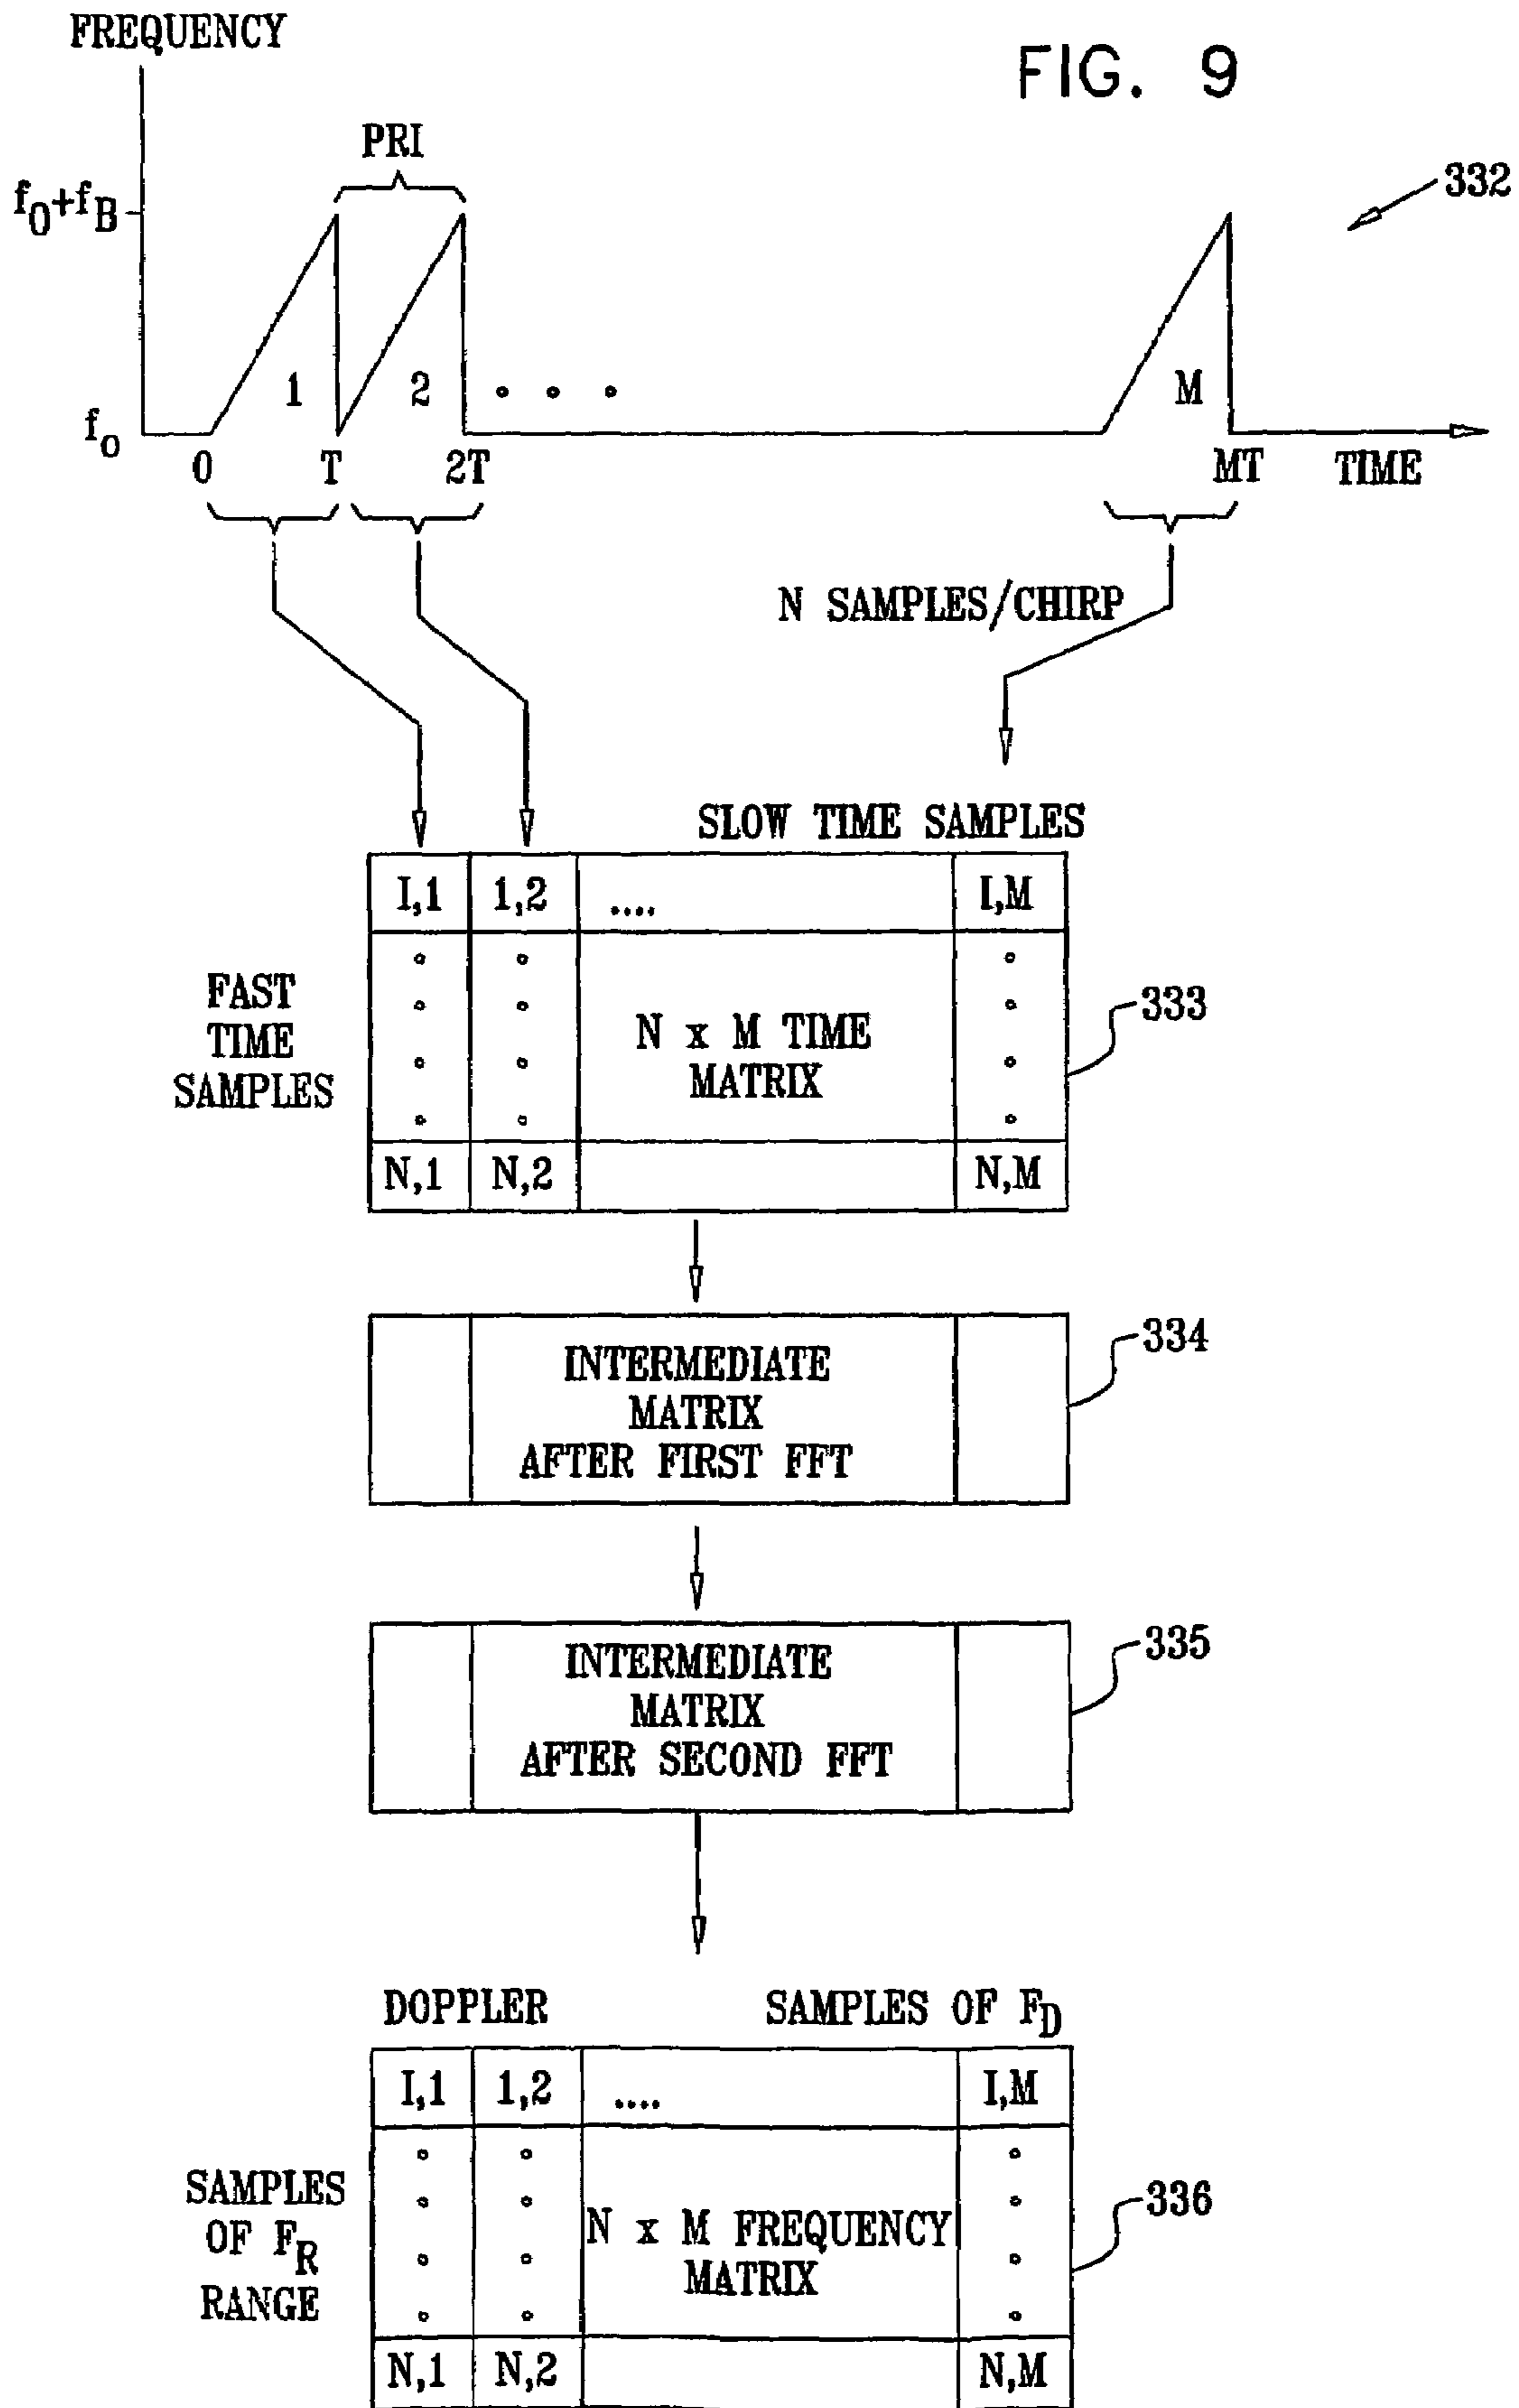 FREQUENCY
FIG. 9
PRI
332
f0+fB
1
2
. . .
M
f0
0
T
2T
MT
TIME
N SAMPLES/CHIRP
SLOW TIME SAMPLES
I,1
1,2
....
I,M
FAST
TIME
SAMPLES
N x M TIME
MATRIX
333
N,1
N,2
N,M
334
INTERMEDIATE
MATRIX
AFTER FIRST FFT
335
INTERMEDIATE
MATRIX
AFTER SECOND FFT
DOPPLER
SAMPLES OF FD
I,1
1,2
....
I,M
SAMPLES
OF FR
RANGE
N x M FREQUENCY
MATRIX
336
N,1
N,2
N,M